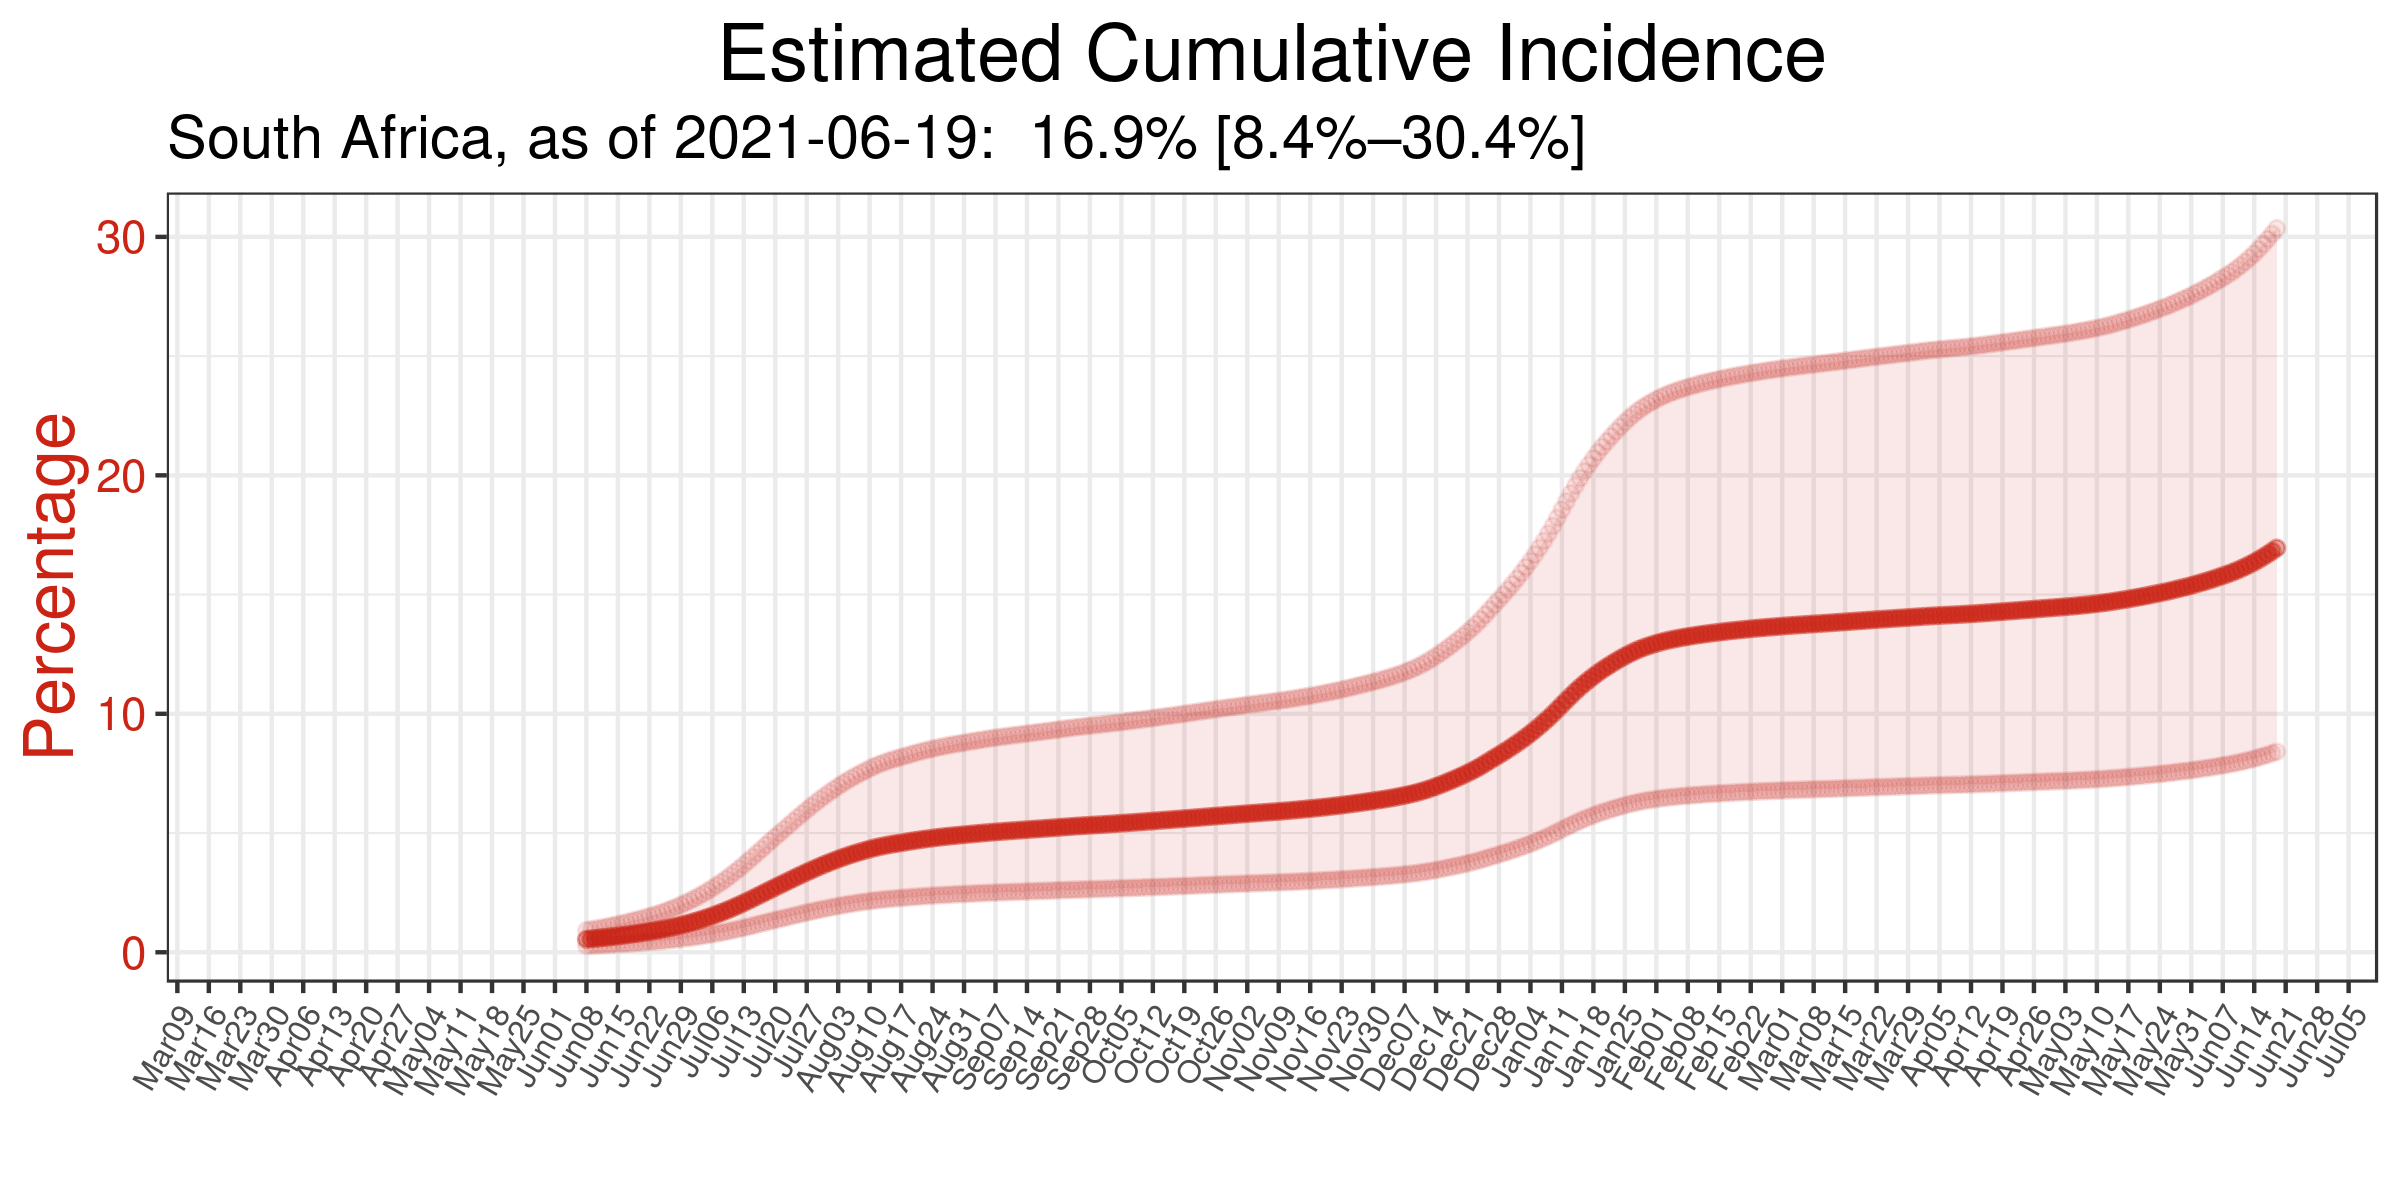 Estimated Cumulative Incidence
South Africa, as of 2021-06-19:  16.9% [8.4%–30.4%]
Percentage
30
20
10
0
Mar09
Mar16
Mar23
Mar30
Apr06
Apr13
Apr20
Apr27
May04
May11
May18
May25
Jun01
Jun08
Jun15
Jun22
Jun29
Jul06
Jul13
Jul20
Jul27
Aug03
Aug10
Aug17
Aug24
Aug31
Sep07
Sep14
Sep21
Sep28
Oct05
Oct12
Oct19
Oct26
Nov02
Nov09
Nov16
Nov23
Nov30
Dec07
Dec14
Dec21
Dec28
Jan04
Jan11
Jan18
Jan25
Feb01
Feb08
Feb15
Feb22
Mar01
Mar08
Mar15
Mar22
Mar29
Apr05
Apr12
Apr19
Apr26
May03
May10
May17
May24
May31
Jun07
Jun14
Jun21
Jun28
Jul05